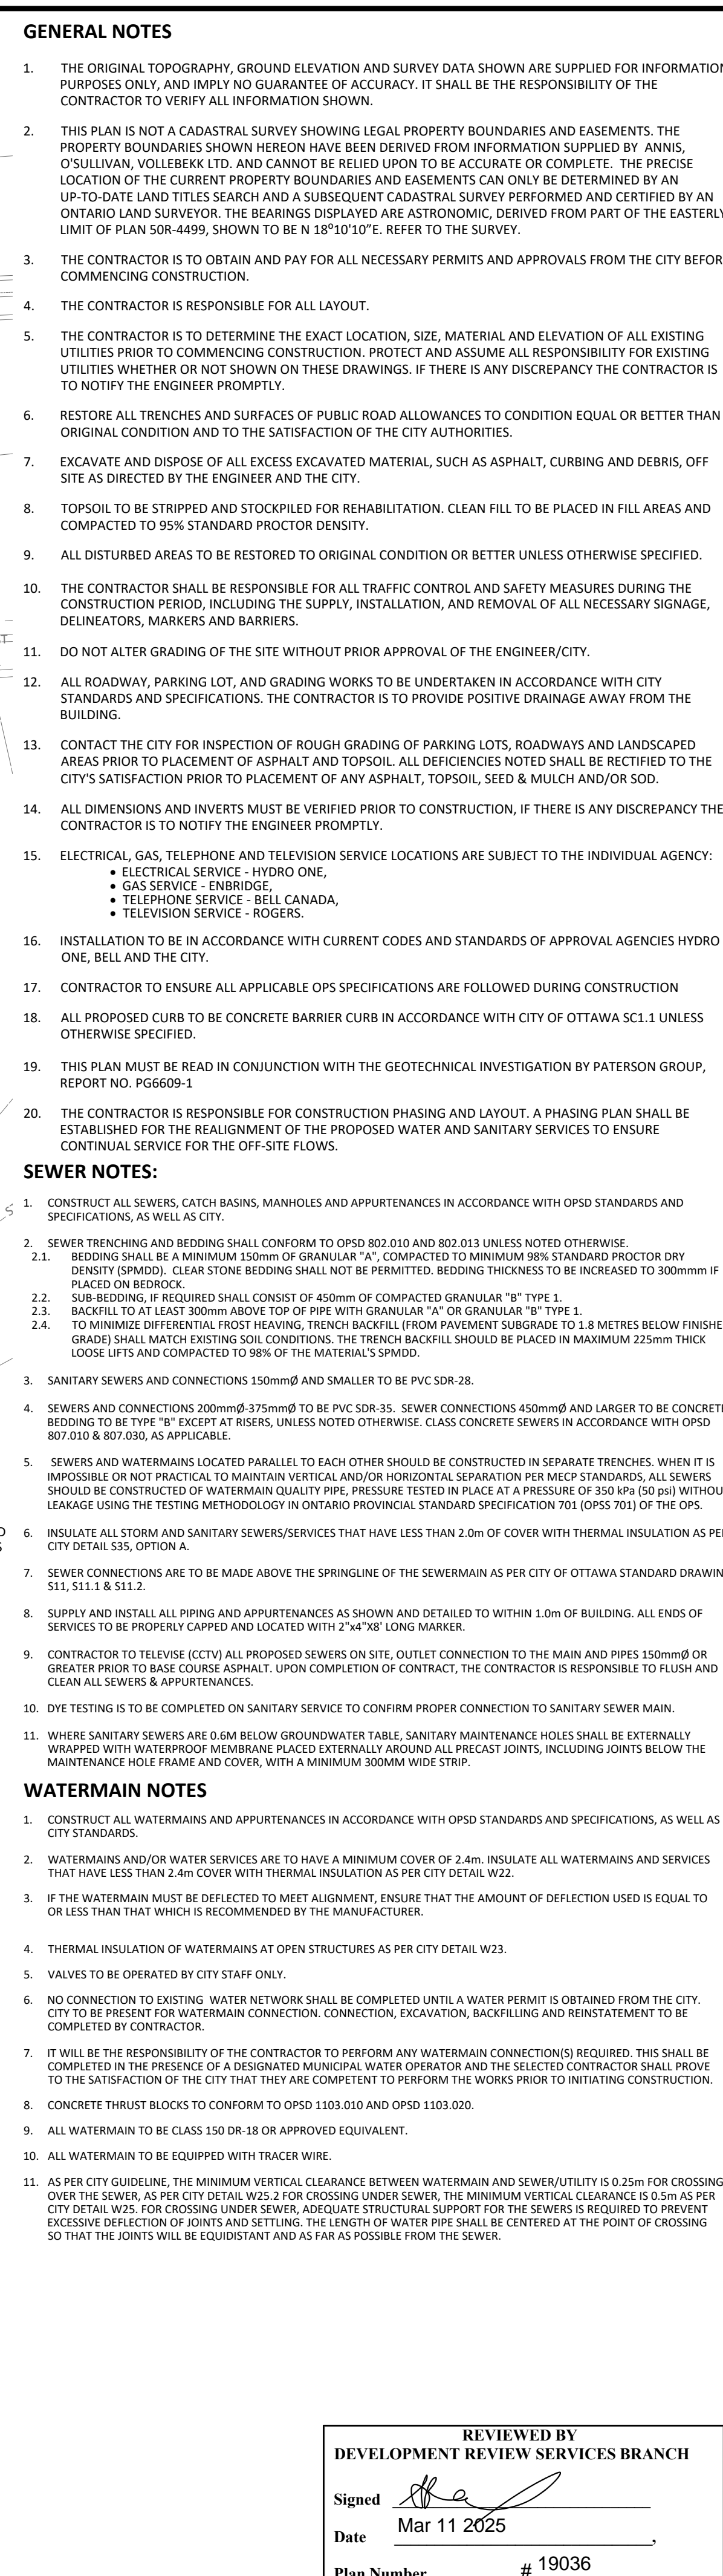 GENERAL NOTES
1. THE ORIGINAL TOPOGRAPHY, GROUND ELEVATION AND SURVEY DATA SHOWN ARE SUPPLIED FOR INFORMATION
PURPOSES ONLY, AND IMPLY NO GUARANTEE OF ACCURACY. IT SHALL BE THE RESPONSIBILITY OF THE
CONTRACTOR TO VERIFY ALL INFORMATION SHOWN.
2. THIS PLAN IS NOT A CADASTRAL SURVEY SHOWING LEGAL PROPERTY BOUNDARIES AND EASEMENTS. THE
PROPERTY BOUNDARIES SHOWN HEREON HAVE BEEN DERIVED FROM INFORMATION SUPPLIED BY ANNIS,
O'SULLIVAN, VOLLEBEKK LTD. AND CANNOT BE RELIED UPON TO BE ACCURATE OR COMPLETE. THE PRECISE
LOCATION OF THE CURRENT PROPERTY BOUNDARIES AND EASEMENTS CAN ONLY BE DETERMINED BY AN
UP-TO-DATE LAND TITLES SEARCH AND A SUBSEQUENT CADASTRAL SURVEY PERFORMED AND CERTIFIED BY AN
ONTARIO LAND SURVEYOR. THE BEARINGS DISPLAYED ARE ASTRONOMIC, DERIVED FROM PART OF THE EASTERLY
LIMIT OF PLAN 50R-4499, SHOWN TO BE N 18°10'10"E. REFER TO THE SURVEY.
3. THE CONTRACTOR IS TO OBTAIN AND PAY FOR ALL NECESSARY PERMITS AND APPROVALS FROM THE CITY BEFOR
COMMENCING CONSTRUCTION.
4. THE CONTRACTOR IS RESPONSIBLE FOR ALL LAYOUT.
5. THE CONTRACTOR IS TO DETERMINE THE EXACT LOCATION, SIZE, MATERIAL AND ELEVATION OF ALL EXISTING
UTILITIES PRIOR TO COMMENCING CONSTRUCTION. PROTECT AND ASSUME ALL RESPONSIBILITY FOR EXISTING
UTILITIES WHETHER OR NOT SHOWN ON THESE DRAWINGS. IF THERE IS ANY DISCREPANCY THE CONTRACTOR IS
TO NOTIFY THE ENGINEER PROMPTLY.
6. RESTORE ALL TRENCHES AND SURFACES OF PUBLIC ROAD ALLOWANCES TO CONDITION EQUAL OR BETTER THAN
ORIGINAL CONDITION AND TO THE SATISFACTION OF THE CITY AUTHORITIES.
7. EXCAVATE AND DISPOSE OF ALL EXCESS EXCAVATED MATERIAL, SUCH AS ASPHALT, CURBING AND DEBRIS, OFF
SITE AS DIRECTED BY THE ENGINEER AND THE CITY.
8. TOPSOIL TO BE STRIPPED AND STOCKPILED FOR REHABILITATION. CLEAN FILL TO BE PLACED IN FILL AREAS AND
COMPACTED TO 95% STANDARD PROCTOR DENSITY.
9. ALL DISTURBED AREAS TO BE RESTORED TO ORIGINAL CONDITION OR BETTER UNLESS OTHERWISE SPECIFIED.
10. THE CONTRACTOR SHALL BE RESPONSIBLE FOR ALL TRAFFIC CONTROL AND SAFETY MEASURES DURING THE
CONSTRUCTION PERIOD, INCLUDING THE SUPPLY, INSTALLATION, AND REMOVAL OF ALL NECESSARY SIGNAGE,
DELINEATORS, MARKERS AND BARRIERS.
11. DO NOT ALTER GRADING OF THE SITE WITHOUT PRIOR APPROVAL OF THE ENGINEER/CITY.
12. ALL ROADWAY, PARKING LOT, AND GRADING WORKS TO BE UNDERTAKEN IN ACCORDANCE WITH CITY
STANDARDS AND SPECIFICATIONS. THE CONTRACTOR IS TO PROVIDE POSITIVE DRAINAGE AWAY FROM THE
BUILDING.
13. CONTACT THE CITY FOR INSPECTION OF ROUGH GRADING OF PARKING LOTS, ROADWAYS AND LANDSCAPED
AREAS PRIOR TO PLACEMENT OF ASPHALT AND TOPSOIL. ALL DEFICIENCIES NOTED SHALL BE RECTIFIED TO THE
CITY'S SATISFACTION PRIOR TO PLACEMENT OF ANY ASPHALT, TOPSOIL, SEED & MULCH AND/OR SOD.
14. ALL DIMENSIONS AND INVERTS MUST BE VERIFIED PRIOR TO CONSTRUCTION, IF THERE IS ANY DISCREPANCY THE
CONTRACTOR IS TO NOTIFY THE ENGINEER PROMPTLY.
15. ELECTRICAL, GAS, TELEPHONE AND TELEVISION SERVICE LOCATIONS ARE SUBJECT TO THE INDIVIDUAL AGENCY:
• ELECTRICAL SERVICE - HYDRO ONE,
• GAS SERVICE - ENBRIDGE,
• TELEPHONE SERVICE - BELL CANADA,
• TELEVISION SERVICE - ROGERS.
16. INSTALLATION TO BE IN ACCORDANCE WITH CURRENT CODES AND STANDARDS OF APPROVAL AGENCIES HYDRO
ONE, BELL AND THE CITY.
17. CONTRACTOR TO ENSURE ALL APPLICABLE OPS SPECIFICATIONS ARE FOLLOWED DURING CONSTRUCTION
18. ALL PROPOSED CURB TO BE CONCRETE BARRIER CURB IN ACCORDANCE WITH CITY OF OTTAWA SC1.1 UNLESS
OTHERWISE SPECIFIED.
19. THIS PLAN MUST BE READ IN CONJUNCTION WITH THE GEOTECHNICAL INVESTIGATION BY PATERSON GROUP,
REPORT NO. PG6609-1
20. THE CONTRACTOR IS RESPONSIBLE FOR CONSTRUCTION PHASING AND LAYOUT. A PHASING PLAN SHALL BE
ESTABLISHED FOR THE REALIGNMENT OF THE PROPOSED WATER AND SANITARY SERVICES TO ENSURE
CONTINUAL SERVICE FOR THE OFF-SITE FLOWS.
SEWER NOTES:
1. CONSTRUCT ALL SEWERS, CATCH BASINS, MANHOLES AND APPURTENANCES IN ACCORDANCE WITH OPSD STANDARDS AND
SPECIFICATIONS, AS WELL AS CITY.
2. SEWER TRENCHING AND BEDDING SHALL CONFORM TO OPSD 802.010 AND 802.013 UNLESS NOTED OTHERWISE.
2.1. BEDDING SHALL BE A MINIMUM 150mm OF GRANULAR "A", COMPACTED TO MINIMUM 98% STANDARD PROCTOR DRY
DENSITY (SPMDD). CLEAR STONE BEDDING SHALL NOT BE PERMITTED. BEDDING THICKNESS TO BE INCREASED TO 300mmm IF
PLACED ON BEDROCK.
2.2. SUB-BEDDING, IF REQUIRED SHALL CONSIST OF 450mm OF COMPACTED GRANULAR "B" TYPE 1.
2.3. BACKFILL TO AT LEAST 300mm ABOVE TOP OF PIPE WITH GRANULAR "A" OR GRANULAR "B" TYPE 1.
2.4. TO MINIMIZE DIFFERENTIAL FROST HEAVING, TRENCH BACKFILL (FROM PAVEMENT SUBGRADE TO 1.8 METRES BELOW FINISHE
GRADE) SHALL MATCH EXISTING SOIL CONDITIONS. THE TRENCH BACKFILL SHOULD BE PLACED IN MAXIMUM 225mm THICK
LOOSE LIFTS AND COMPACTED TO 98% OF THE MATERIAL'S SPMDD.
3. SANITARY SEWERS AND CONNECTIONS 150mmØ AND SMALLER TO BE PVC SDR-28.
4. SEWERS AND CONNECTIONS 200mmØ-375mmØ TO BE PVC SDR-35. SEWER CONNECTIONS 450mmØ AND LARGER TO BE CONCRETE
BEDDING TO BE TYPE "B" EXCEPT AT RISERS, UNLESS NOTED OTHERWISE. CLASS CONCRETE SEWERS IN ACCORDANCE WITH OPSD
807.010 & 807.030, AS APPLICABLE.
5. SEWERS AND WATERMAINS LOCATED PARALLEL TO EACH OTHER SHOULD BE CONSTRUCTED IN SEPARATE TRENCHES. WHEN IT IS
IMPOSSIBLE OR NOT PRACTICAL TO MAINTAIN VERTICAL AND/OR HORIZONTAL SEPARATION PER MECP STANDARDS, ALL SEWERS
SHOULD BE CONSTRUCTED OF WATERMAIN QUALITY PIPE, PRESSURE TESTED IN PLACE AT A PRESSURE OF 350 kPa (50 psi) WITHOU
LEAKAGE USING THE TESTING METHODOLOGY IN ONTARIO PROVINCIAL STANDARD SPECIFICATION 701 (OPSS 701) OF THE OPS.
6. INSULATE ALL STORM AND SANITARY SEWERS/SERVICES THAT HAVE LESS THAN 2.0m OF COVER WITH THERMAL INSULATION AS PE
CITY DETAIL S35, OPTION A.
7. SEWER CONNECTIONS ARE TO BE MADE ABOVE THE SPRINGLINE OF THE SEWERMAIN AS PER CITY OF OTTAWA STANDARD DRAWIN
S11, S11.1 & S11.2.
8. SUPPLY AND INSTALL ALL PIPING AND APPURTENANCES AS SHOWN AND DETAILED TO WITHIN 1.0m OF BUILDING. ALL ENDS OF
SERVICES TO BE PROPERLY CAPPED AND LOCATED WITH 2"x4"X8' LONG MARKER.
9. CONTRACTOR TO TELEVISE (CCTV) ALL PROPOSED SEWERS ON SITE, OUTLET CONNECTION TO THE MAIN AND PIPES 150mmØ OR
GREATER PRIOR TO BASE COURSE ASPHALT. UPON COMPLETION OF CONTRACT, THE CONTRACTOR IS RESPONSIBLE TO FLUSH AND
CLEAN ALL SEWERS & APPURTENANCES.
10. DYE TESTING IS TO BE COMPLETED ON SANITARY SERVICE TO CONFIRM PROPER CONNECTION TO SANITARY SEWER MAIN.
11. WHERE SANITARY SEWERS ARE 0.6M BELOW GROUNDWATER TABLE, SANITARY MAINTENANCE HOLES SHALL BE EXTERNALLY
WRAPPED WITH WATERPROOF MEMBRANE PLACED EXTERNALLY AROUND ALL PRECAST JOINTS, INCLUDING JOINTS BELOW THE
MAINTENANCE HOLE FRAME AND COVER, WITH A MINIMUM 300MM WIDE STRIP.
WATERMAIN NOTES
1. CONSTRUCT ALL WATERMAINS AND APPURTENANCES IN ACCORDANCE WITH OPSD STANDARDS AND SPECIFICATIONS, AS WELL AS
CITY STANDARDS.
2. WATERMAINS AND/OR WATER SERVICES ARE TO HAVE A MINIMUM COVER OF 2.4m. INSULATE ALL WATERMAINS AND SERVICES
THAT HAVE LESS THAN 2.4m COVER WITH THERMAL INSULATION AS PER CITY DETAIL W22.
3. IF THE WATERMAIN MUST BE DEFLECTED TO MEET ALIGNMENT, ENSURE THAT THE AMOUNT OF DEFLECTION USED IS EQUAL TO
OR LESS THAN THAT WHICH IS RECOMMENDED BY THE MANUFACTURER.
4. THERMAL INSULATION OF WATERMAINS AT OPEN STRUCTURES AS PER CITY DETAIL W23.
5. VALVES TO BE OPERATED BY CITY STAFF ONLY.
6. NO CONNECTION TO EXISTING WATER NETWORK SHALL BE COMPLETED UNTIL A WATER PERMIT IS OBTAINED FROM THE CITY.
CITY TO BE PRESENT FOR WATERMAIN CONNECTION. CONNECTION, EXCAVATION, BACKFILLING AND REINSTATEMENT TO BE
COMPLETED BY CONTRACTOR.
7. IT WILL BE THE RESPONSIBILITY OF THE CONTRACTOR TO PERFORM ANY WATERMAIN CONNECTION(S) REQUIRED. THIS SHALL BE
COMPLETED IN THE PRESENCE OF A DESIGNATED MUNICIPAL WATER OPERATOR AND THE SELECTED CONTRACTOR SHALL PROVE
TO THE SATISFACTION OF THE CITY THAT THEY ARE COMPETENT TO PERFORM THE WORKS PRIOR TO INITIATING CONSTRUCTION.
8. CONCRETE THRUST BLOCKS TO CONFORM TO OPSD 1103.010 AND OPSD 1103.020.
9. ALL WATERMAIN TO BE CLASS 150 DR-18 OR APPROVED EQUIVALENT.
10. ALL WATERMAIN TO BE EQUIPPED WITH TRACER WIRE.
11. AS PER CITY GUIDELINE, THE MINIMUM VERTICAL CLEARANCE BETWEEN WATERMAIN AND SEWER/UTILITY IS 0.25m FOR CROSSING
OVER THE SEWER, AS PER CITY DETAIL W25.2 FOR CROSSING UNDER SEWER, THE MINIMUM VERTICAL CLEARANCE IS 0.5m AS PER
CITY DETAIL W25. FOR CROSSING UNDER SEWER, ADEQUATE STRUCTURAL SUPPORT FOR THE SEWERS IS REQUIRED TO PREVENT
EXCESSIVE DEFLECTION OF JOINTS AND SETTLING. THE LENGTH OF WATER PIPE SHALL BE CENTERED AT THE POINT OF CROSSING
SO THAT THE JOINTS WILL BE EQUIDISTANT AND AS FAR AS POSSIBLE FROM THE SEWER.
REVIEWED BY
DEVELOPMENT REVIEW SERVICES BRANCH
Signed
Date Mar 11 2025,
Plan Number # 19036